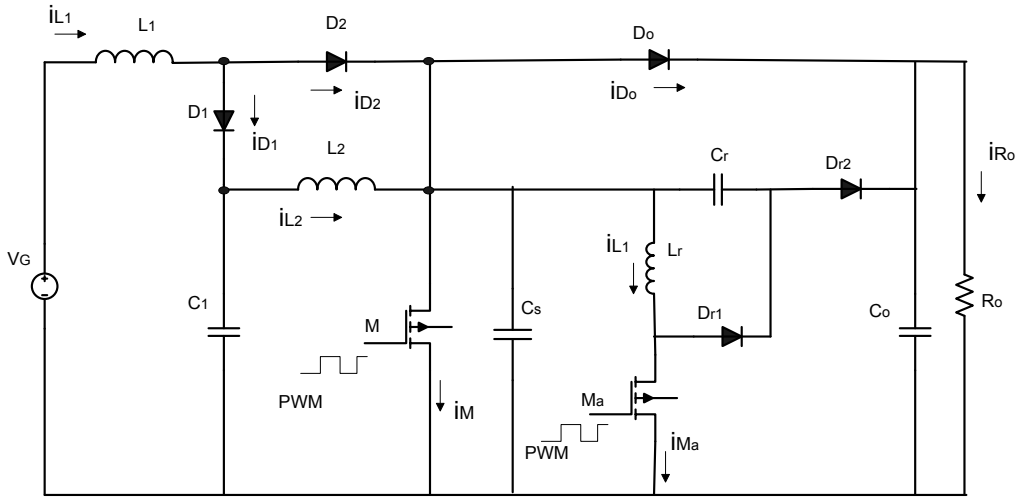 iL1
L1
D2
Do
iD2
iDo
D1
iD1
L2
Cr
Dr2
iRo
iL2
iL1
Lr
VG
C1
M
Cs
Dr1
Co
Ro
PWM
iM
Ma
PWM
iMa